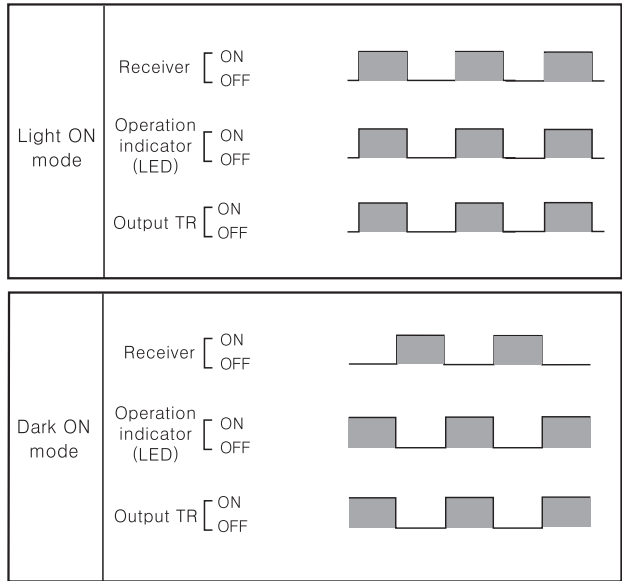 Light ON
mode
Receiver ON
OFF
Operation
indicator
(LED) ON
OFF
Output TR ON
OFF
Dark ON
mode
Receiver ON
OFF
Operation
indicator
(LED) ON
OFF
Output TR ON
OFF